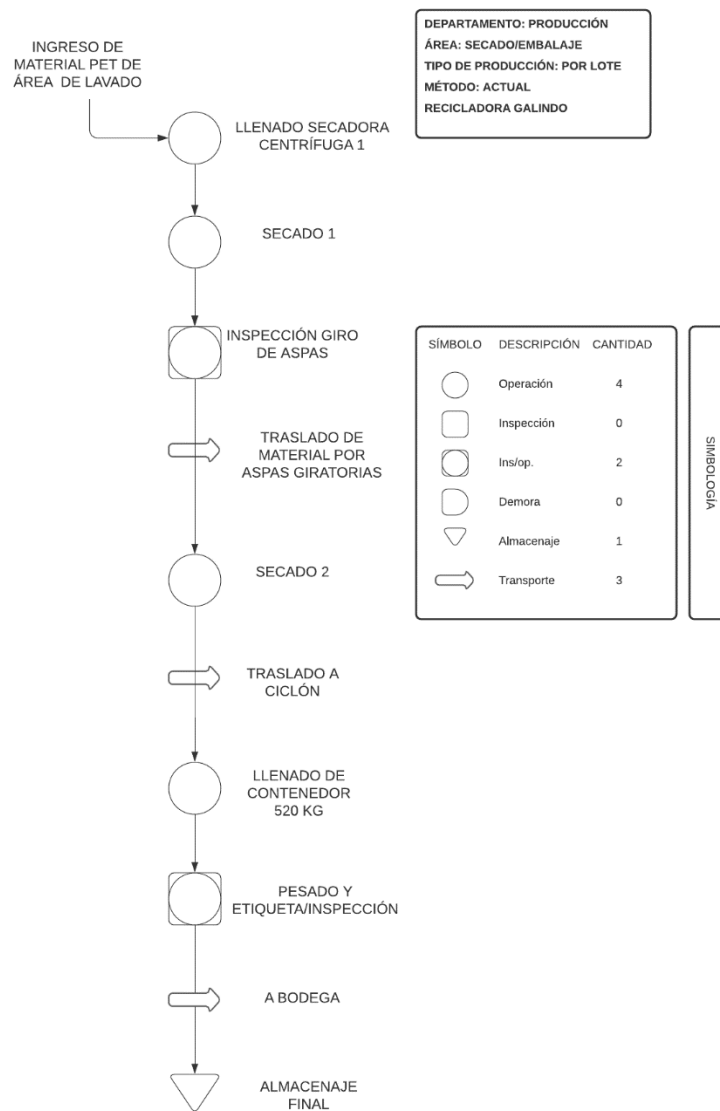 INGRESO DE
MATERIAL PET DE
ÁREA DE LAVADO
DEPARTAMENTO: PRODUCCIÓN
ÁREA: SECADO/EMBALAJE
TIPO DE PRODUCCIÓN: POR LOTE
MÉTODO: ACTUAL
RECICLADORA GALINDO
LLENADO SECADORA
CENTRÍFUGA 1
SECADO 1
INSPECCIÓN GIRO
DE ASPAS
TRASLADO DE
MATERIAL POR
ASPAS GIRATORIAS
SECADO 2
TRASLADO A
CICLÓN
LLENADO DE
CONTENEDOR
520 KG
PESADO Y
ETIQUETA/INSPECCIÓN
A BODEGA
ALMACENAJE
FINAL
SÍMBOLO DESCRIPCIÓN CANTIDAD
Operación 4
Inspección 0
Ins/op. 2
Demora 0
Almacenaje 1
Transporte 3
SIMBOLOGÍA